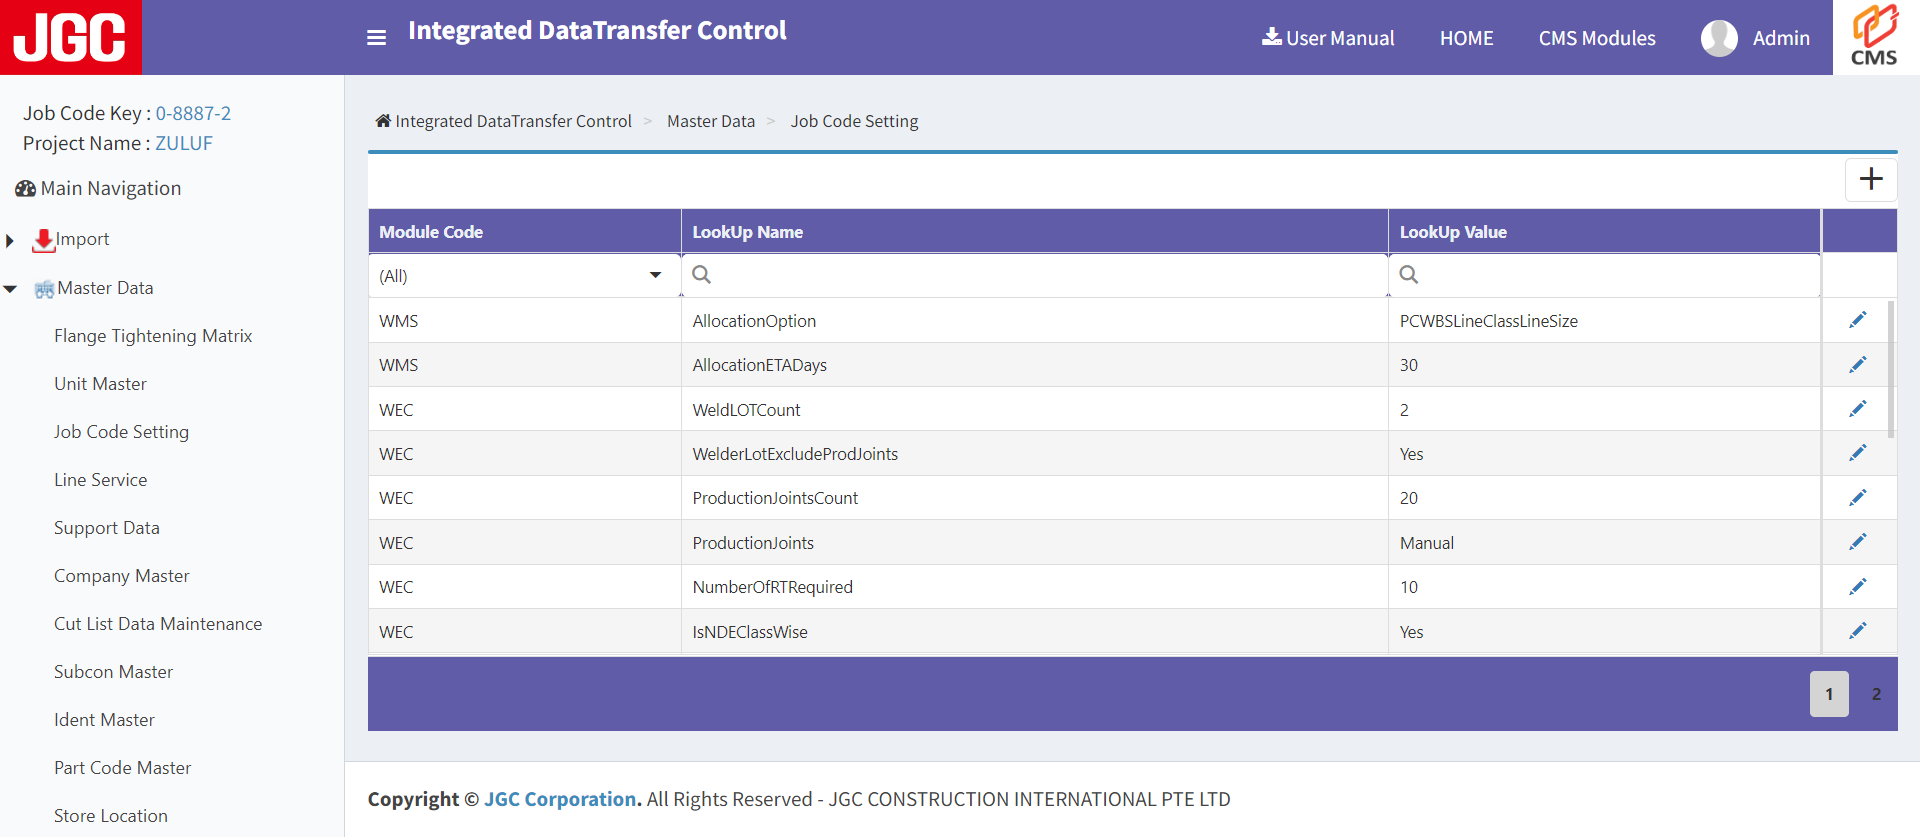 JGC
Integrated DataTransfer Control
User Manual
HOME
CMS Modules
Admin
CMS
Job Code Key : 0-8887-2
Project Name : ZULUF
Main Navigation
Import
Master Data
Flange Tightening Matrix
Unit Master
Job Code Setting
Line Service
Support Data
Company Master
Cut List Data Maintenance
Subcon Master
Ident Master
Part Code Master
Store Location
Integrated DataTransfer Control > Master Data > Job Code Setting
+
Module Code LookUp Name LookUp Value
(All)
WMS AllocationOption PCWBSLineClassLineSize
WMS AllocationETADays 30
WEC WeldLOTCount 2
WEC WelderLotExcludeProdJoints Yes
WEC ProductionJointsCount 20
WEC ProductionJoints Manual
WEC NumberOfRTRequired 10
WEC IsNDEClassWise Yes
1 2
Copyright © JGC Corporation. All Rights Reserved - JGC CONSTRUCTION INTERNATIONAL PTE LTD